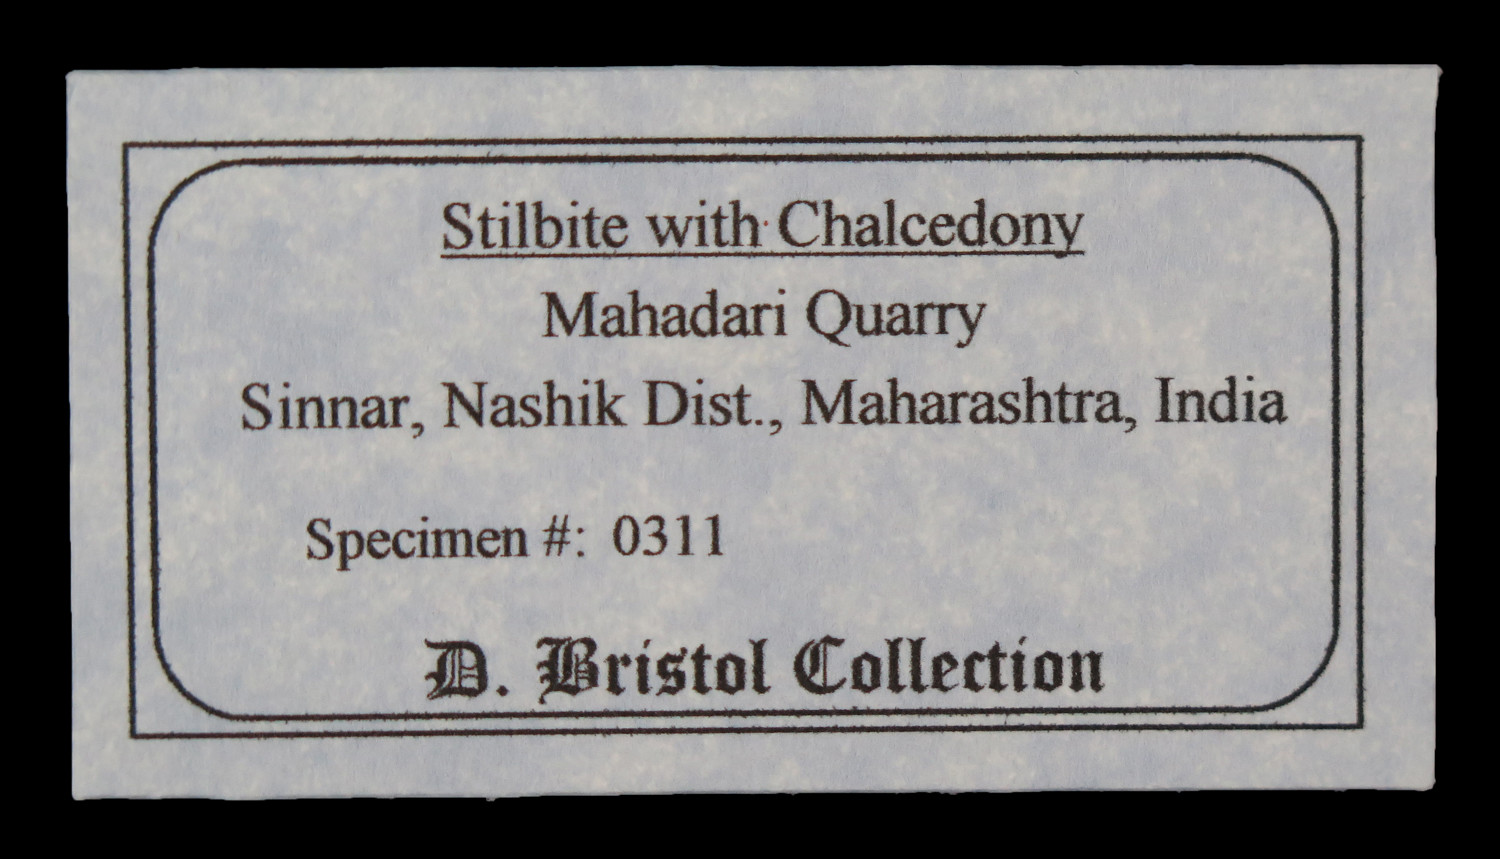 Stilbite with Chalcedony
Mahadari Quarry
Sinnar, Nashik Dist., Maharashtra, India
Specimen #: 0311
D. Bristol Collection